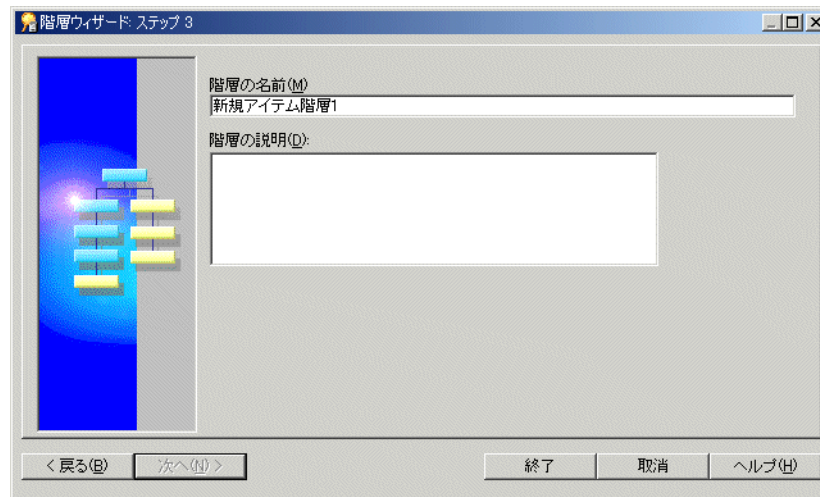 階層ウィザード: ステップ 3
階層の名前(M)
新規アイテム階層1
階層の説明(D):
< 戻る(B)
次へ(N) >
終了
取消
ヘルプ(H)